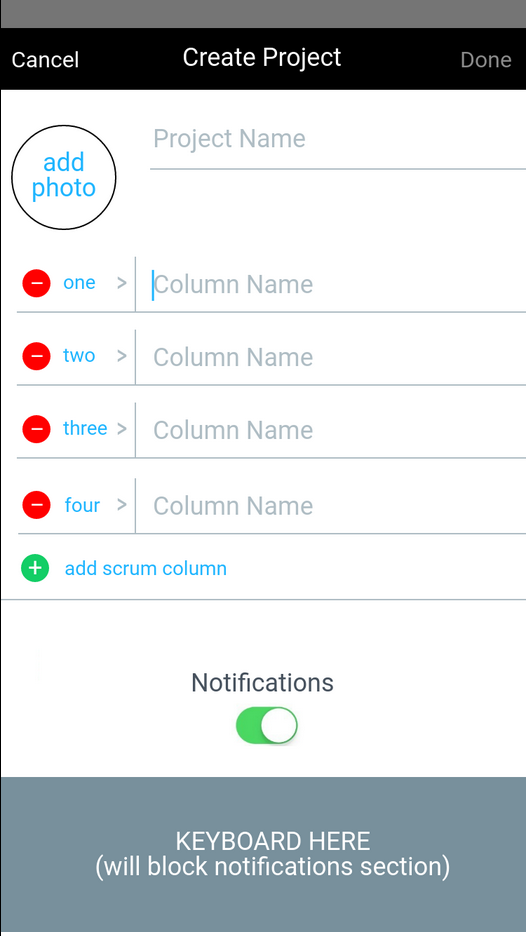 Cancel Create Project Done
add
photo
Project Name
one > Column Name
two > Column Name
three > Column Name
four > Column Name
add scrum column
Notifications
KEYBOARD HERE
(will block notifications section)